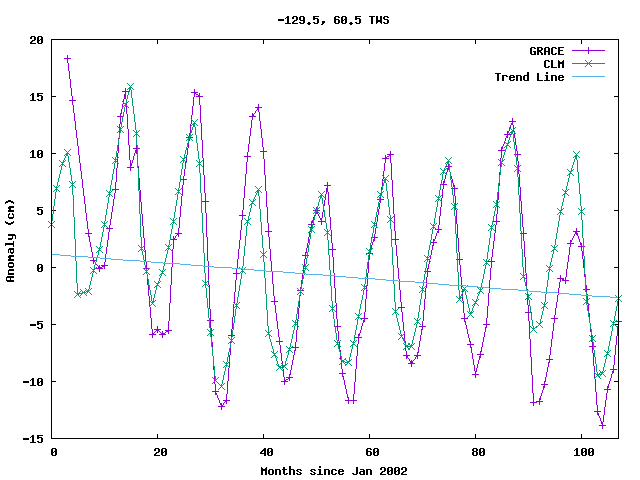 -129.5, 60.5 TWS
GRACE
CLM
Trend Line
20
15
10
5
0
-5
-10
-15
Anomaly (cm)
0 20 40 60 80 100
Months since Jan 2002